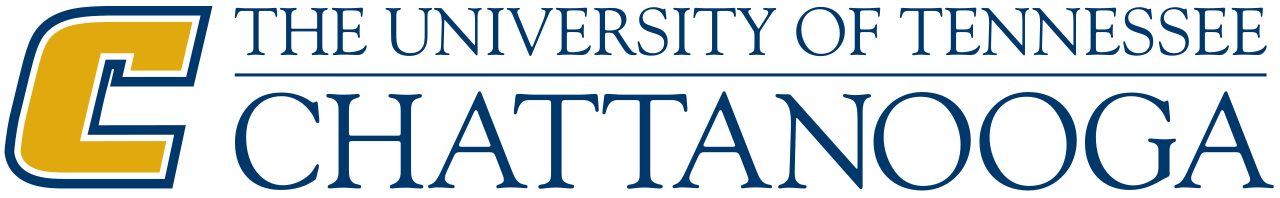 C
THE UNIVERSITY OF TENNESSEE
CHATTANOOGA